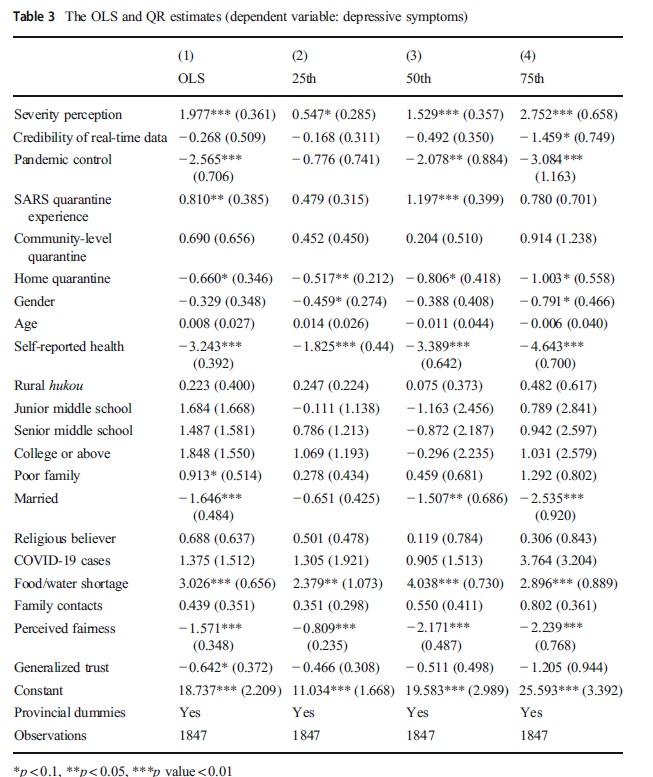 Table 3 The OLS and QR estimates (dependent variable: depressive symptoms)
(1) (2) (3) (4)
OLS 25th 50th 75th
Severity perception 1.977*** (0.361) 0.547* (0.285) 1.529*** (0.357) 2.752*** (0.658)
Credibility of real-time data −0.268 (0.509) −0.168 (0.311) −0.492 (0.350) −1.459* (0.749)
Pandemic control −2.565*** −0.776 (0.741) −2.078** (0.884) −3.084***
(0.706) (1.163)
SARS quarantine 0.810** (0.385) 0.479 (0.315) 1.197*** (0.399) 0.780 (0.701)
experience
Community-level 0.690 (0.656) 0.452 (0.450) 0.204 (0.510) 0.914 (1.238)
quarantine
Home quarantine −0.660* (0.346) −0.517** (0.212) −0.806* (0.418) −1.003* (0.558)
Gender −0.329 (0.348) −0.459* (0.274) −0.388 (0.408) −0.791* (0.466)
Age 0.008 (0.027) 0.014 (0.026) −0.011 (0.044) −0.006 (0.040)
Self-reported health −3.243*** −1.825*** (0.44) −3.389*** −4.643***
(0.392) (0.642) (0.700)
Rural hukou 0.223 (0.400) 0.247 (0.224) 0.075 (0.373) 0.482 (0.617)
Junior middle school 1.684 (1.668) −0.111 (1.138) −1.163 (2.456) 0.789 (2.841)
Senior middle school 1.487 (1.581) 0.786 (1.213) −0.872 (2.187) 0.942 (2.597)
College or above 1.848 (1.550) 1.069 (1.193) −0.296 (2.235) 1.031 (2.579)
Poor family 0.913* (0.514) 0.278 (0.434) 0.459 (0.681) 1.292 (0.802)
Married −1.646*** −0.651 (0.425) −1.507** (0.686) −2.535***
(0.484) (0.920)
Religious believer 0.688 (0.637) 0.501 (0.478) 0.119 (0.784) 0.306 (0.843)
COVID-19 cases 1.375 (1.512) 1.305 (1.921) 0.905 (1.513) 3.764 (3.204)
Food/water shortage 3.026*** (0.656) 2.379** (1.073) 4.038*** (0.730) 2.896*** (0.889)
Family contacts 0.439 (0.351) 0.351 (0.298) 0.550 (0.411) 0.802 (0.361)
Perceived fairness −1.571*** −0.809*** −2.171*** −2.239***
(0.348) (0.235) (0.487) (0.768)
Generalized trust −0.642* (0.372) −0.466 (0.308) −0.511 (0.498) −1.205 (0.944)
Constant 18.737*** (2.209) 11.034*** (1.668) 19.583*** (2.989) 25.593*** (3.392)
Provincial dummies Yes Yes Yes Yes
Observations 1847 1847 1847 1847
*p<0.1, **p<0.05, ***p value<0.01